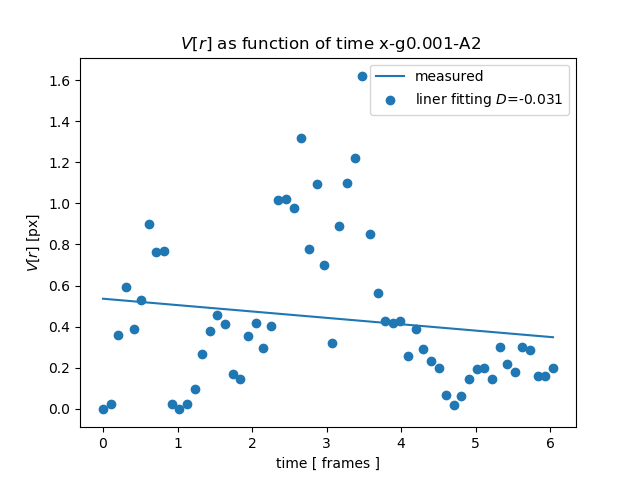 V[r] as function of time x-g0.001-A2
measured
liner fitting D=-0.031
1.6
1.4
1.2
1.0
0.8
0.6
0.4
0.2
0.0
V[r] [px]
0 1 2 3 4 5 6
time [ frames ]